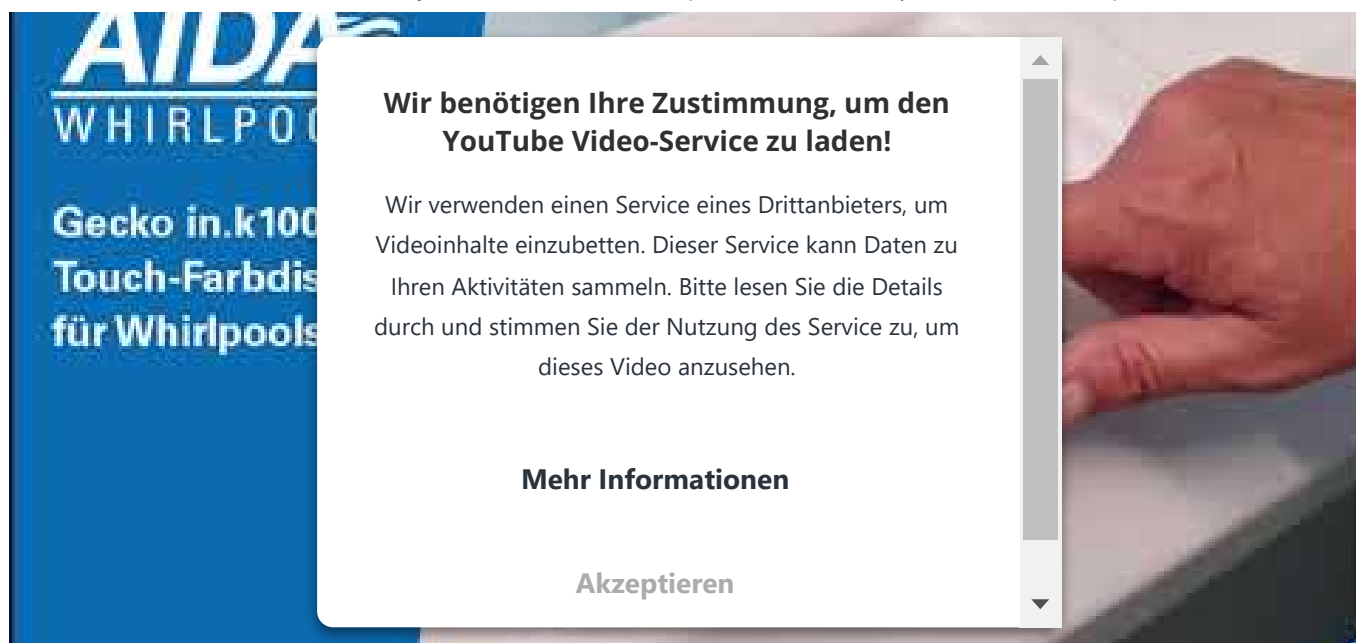 AIDA
WHIRLPOO
Gecko in.k100
Touch-Farbdis
für Whirlpools
Wir benötigen Ihre Zustimmung, um den
YouTube Video-Service zu laden!
Wir verwenden einen Service eines Drittanbieters, um
Videoinhalte einzubetten. Dieser Service kann Daten zu
Ihren Aktivitäten sammeln. Bitte lesen Sie die Details
durch und stimmen Sie der Nutzung des Service zu, um
dieses Video anzusehen.
Mehr Informationen
Akzeptieren